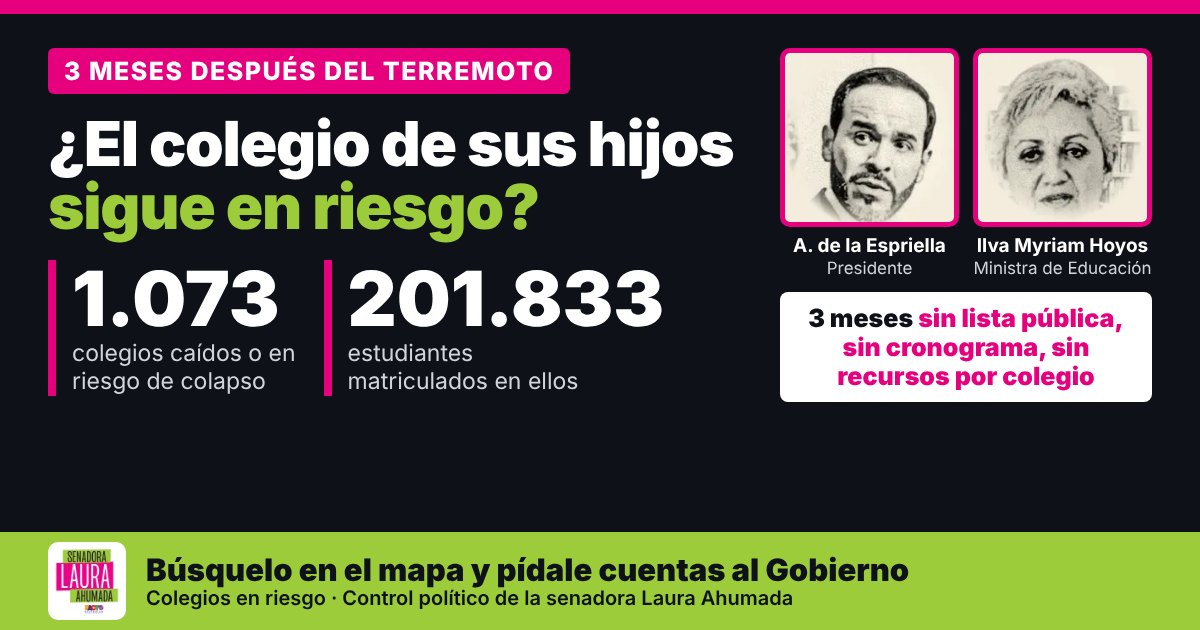 3 MESES DESPUÉS DEL TERREMOTO
¿El colegio de sus hijos
sigue en riesgo?
1.073
colegios caídos o en
riesgo de colapso
201.833
estudiantes
matriculados en ellos
A. de la Espriella
Presidente
Ilva Myriam Hoyos
Ministra de Educación
3 meses sin lista pública,
sin cronograma, sin
recursos por colegio
SENADORA
LAURA
AHUMADA
Búsquelo en el mapa y pídale cuentas al Gobierno
Colegios en riesgo · Control político de la senadora Laura Ahumada